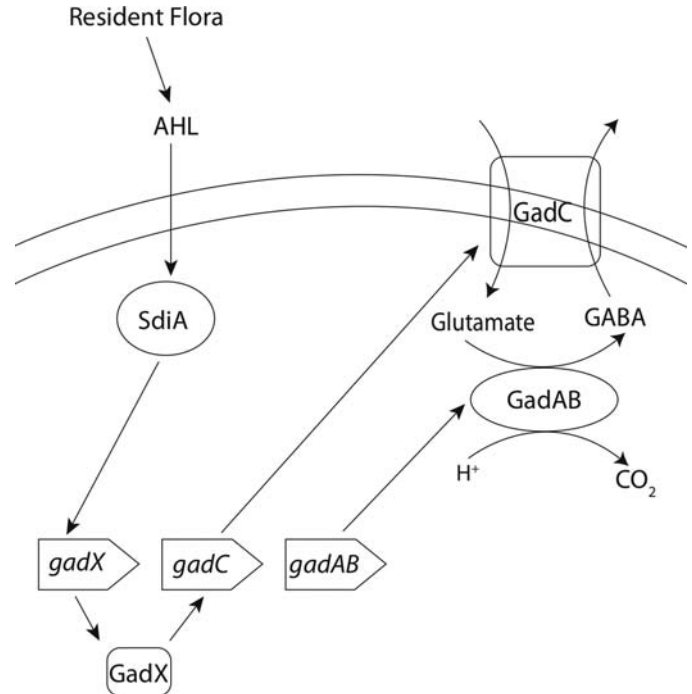 Resident Flora
AHL
GadC
SdiA
Glutamate
GABA
GadAB
H⁺
CO₂
gadX
gadC
gadAB
GadX